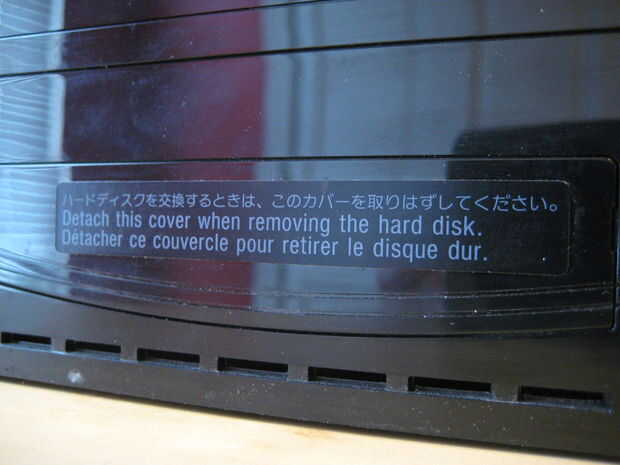 ハードディスクを交換するときは、このカバーを取りはずしてください。
Detach this cover when removing the hard disk.
Détacher ce couvercle pour retirer le disque dur.